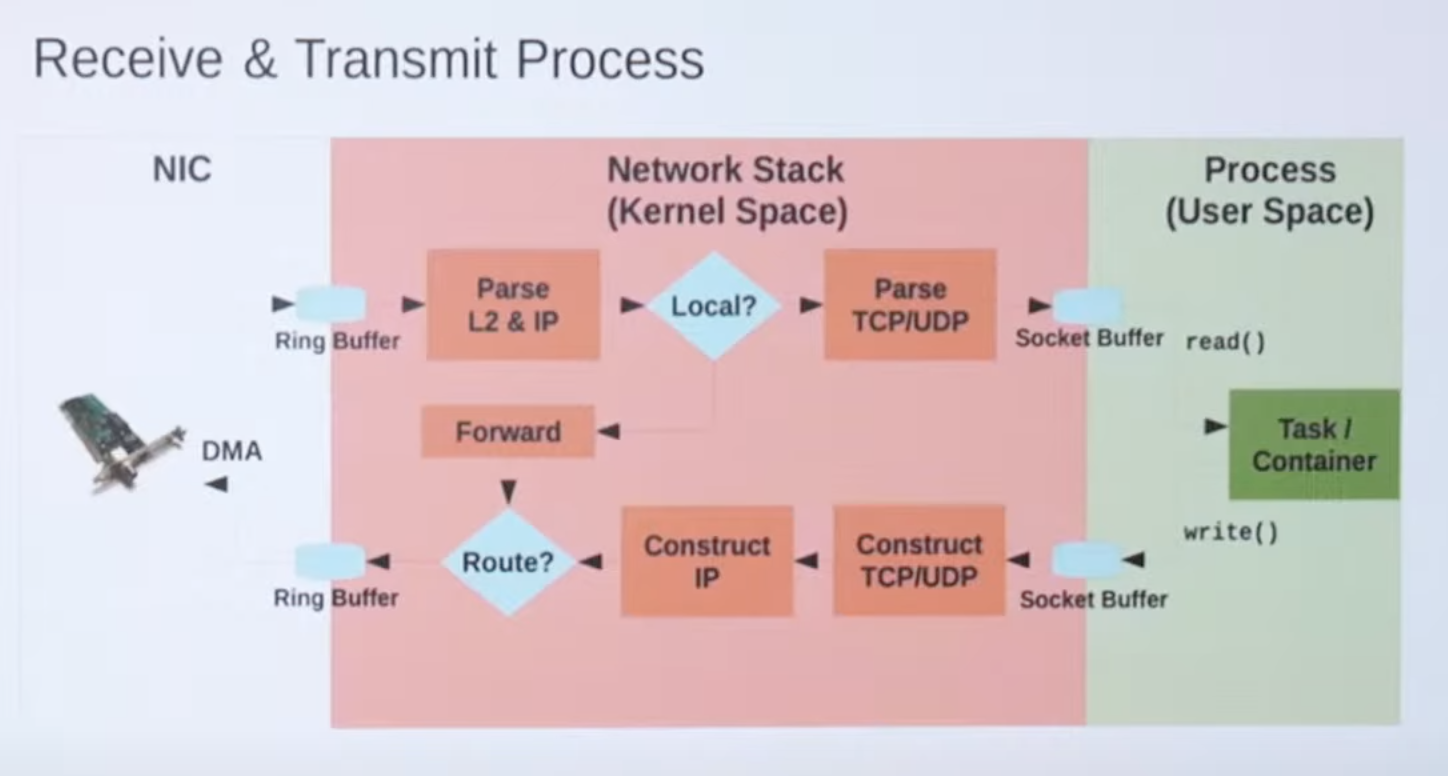 Receive & Transmit Process
NIC
Network Stack
(Kernel Space)
Process
(User Space)
Parse
L2 & IP
Local?
Parse
TCP/UDP
Ring Buffer
Socket Buffer
read()
Forward
DMA
Task /
Container
write()
Route?
Construct
IP
Construct
TCP/UDP
Ring Buffer
Socket Buffer